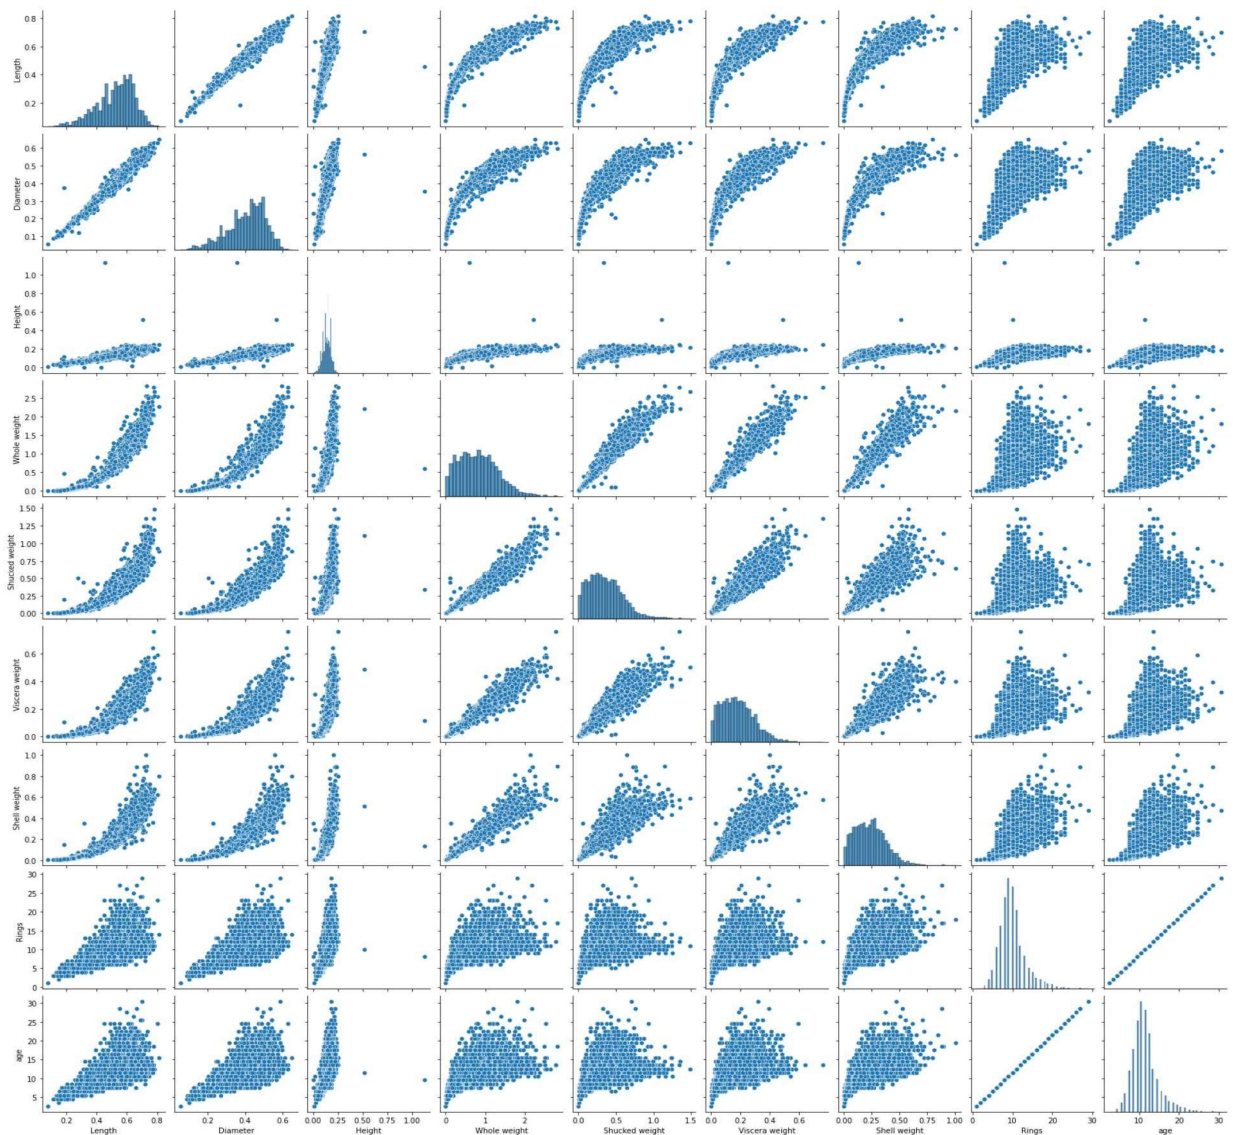 0.8
0.6
0.4
0.2
Length
0.6
0.5
0.4
0.3
0.2
0.1
Diameter
1.0
0.8
0.6
0.4
0.2
0.0
Height
2.5
2.0
1.5
1.0
0.5
0.0
Whole weight
1.50
1.25
1.00
0.75
0.50
0.25
0.00
Shucked weight
0.6
0.4
0.2
0.0
Viscera weight
1.0
0.8
0.6
0.4
0.2
0.0
Shell weight
30
25
20
15
10
5
0
Rings
30
25
20
15
10
5
age
0.2 0.4 0.6 0.8
Length
0.2 0.4 0.6
Diameter
0.00 0.25 0.50 0.75 1.00
Height
0 1 2
Whole weight
0.0 0.5 1.0 1.5
Shucked weight
0.0 0.2 0.4 0.6
Viscera weight
0.00 0.25 0.50 0.75 1.00
Shell weight
0 10 20 30
Rings
10 20 30
age